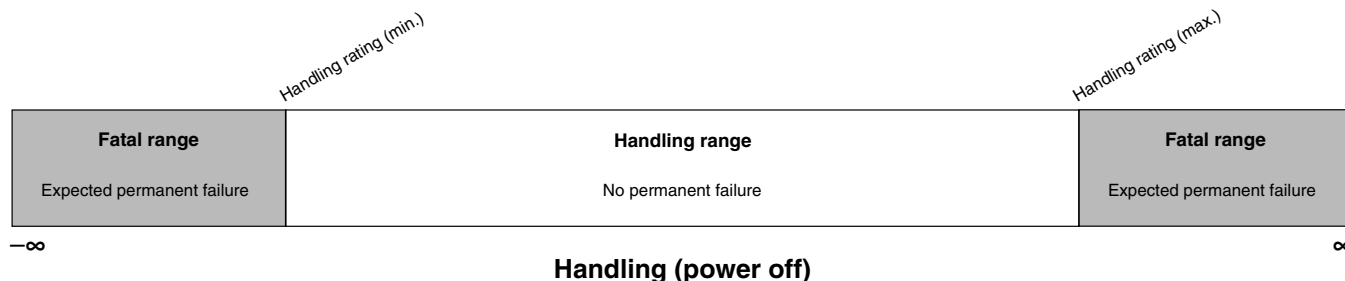 Handling rating (min.)
Handling rating (max.)
Fatal range
Handling range
Fatal range
Expected permanent failure
No permanent failure
Expected permanent failure
–∞
∞
Handling (power off)